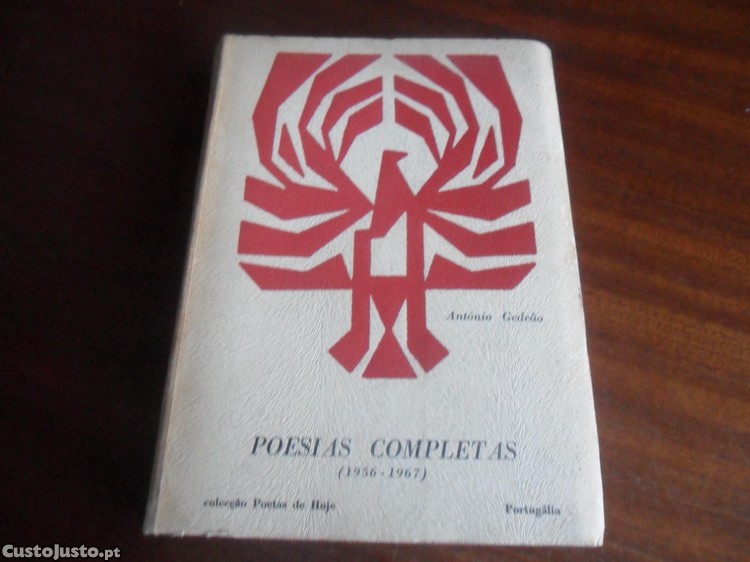 António Gedeão
POESIAS COMPLETAS
(1956-1967)
colecção Poetas de Hoje
Portugália
CustoJusto.pt